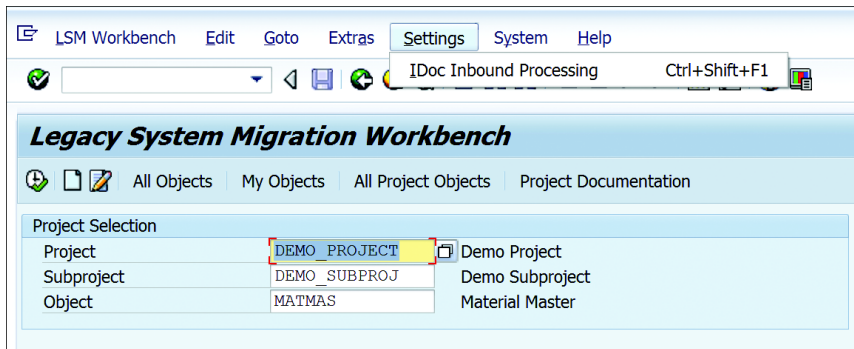 LSM Workbench Edit Goto Extras Settings System Help
IDoc Inbound Processing Ctrl+Shift+F1
Legacy System Migration Workbench
All Objects My Objects All Project Objects Project Documentation
Project Selection
Project DEMO_PROJECT Demo Project
Subproject DEMO_SUBPROJ Demo Subproject
Object MATMAS Material Master